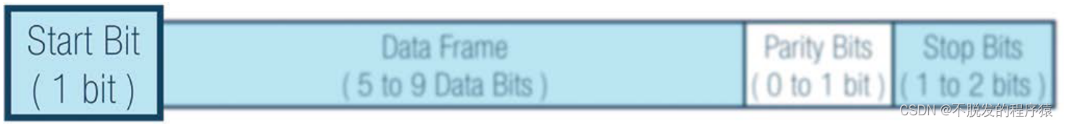 Start Bit
( 1 bit )
Data Frame
( 5 to 9 Data Bits )
Parity Bits
( 0 to 1 bit )
Stop Bits
( 1 to 2 bits )
CSDN @不脱发的程序猿